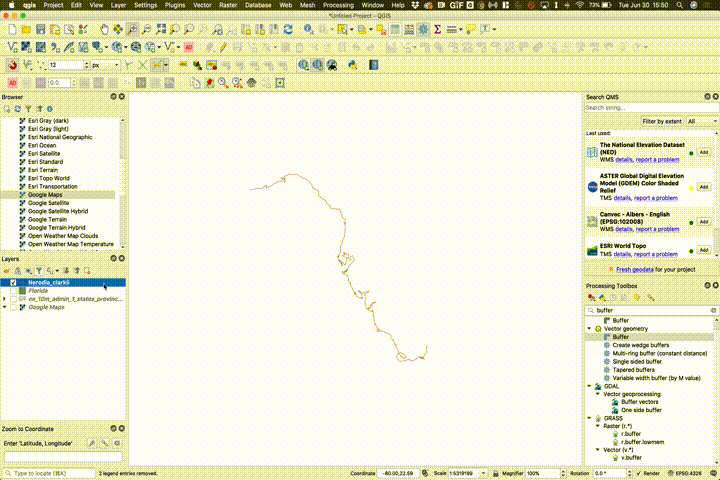 qgis Project Edit View Layer Settings Plugins Vector Raster Database Web Mesh Processing Window Help
73% Tue Jun 30 15:50
*Untitled Project — QGIS
12 px
0.0
Browser
Esri Gray (dark)
Esri Gray (light)
Esri National Geographic
Esri Ocean
Esri Satellite
Esri Standard
Esri Terrain
Esri Topo World
Esri Transportation
Google Maps
Google Satellite
Google Satellite Hybrid
Google Terrain
Google Terrain Hybrid
Open Weather Map Clouds
Open Weather Map Temperature
Layers
Nerodia_clarkii
Florida
ne_10m_admin_1_states_provinc...
Google Maps
Zoom to Coordinate
Enter 'Latitude, Longitude'
Search QMS
Search string...
Filter by extent All
Last used:
The National Elevation Dataset
(NED)
WMS details, report a problem
Add
ASTER Global Digital Elevation
Model (GDEM) Color Shaded
Relief
TMS details, report a problem
Add
Canvec - Albers - English
(EPSG:102008)
WMS details, report a problem
Add
ESRI World Topo
TMS details, report a problem
Add
Fresh geodata for your project
Processing Toolbox
buffer
Buffer
Vector geometry
Buffer
Create wedge buffers
Multi-ring buffer (constant distance)
Single sided buffer
Tapered buffers
Variable width buffer (by M value)
GDAL
Vector geoprocessing
Buffer vectors
One side buffer
GRASS
Raster (r.*)
r.buffer
r.buffer.lowmem
Vector (v.*)
v.buffer
Type to locate (⌘K) 2 legend entries removed. Coordinate -80.00,22.59 Scale 1:5319199 Magnifier 100% Rotation 0.0 ° Render EPSG:4326